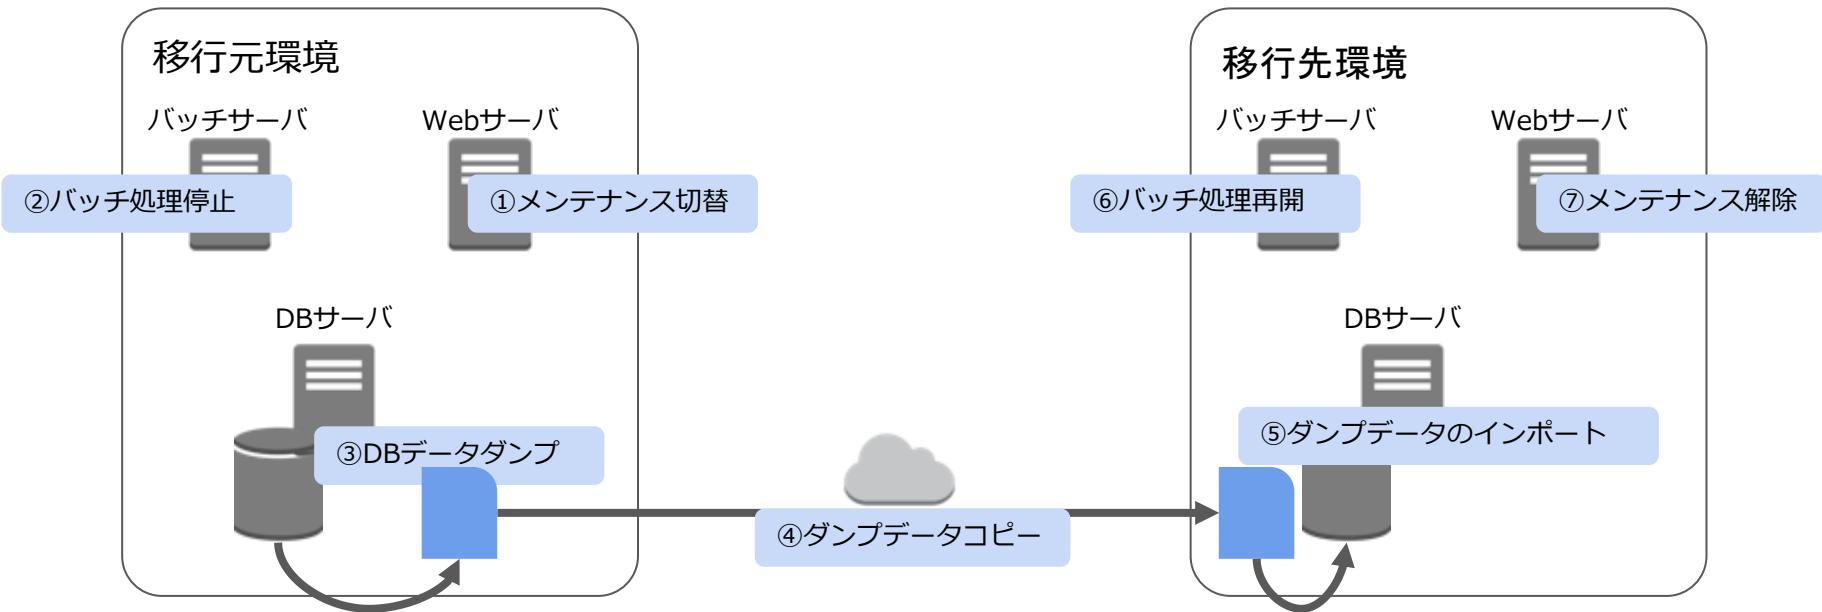 移行元環境
バッチサーバ
Webサーバ
②バッチ処理停止
①メンテナンス切替
DBサーバ
③DBデータダンプ
④ダンプデータコピー
移行先環境
バッチサーバ
Webサーバ
⑥バッチ処理再開
⑦メンテナンス解除
DBサーバ
⑤ダンプデータのインポート